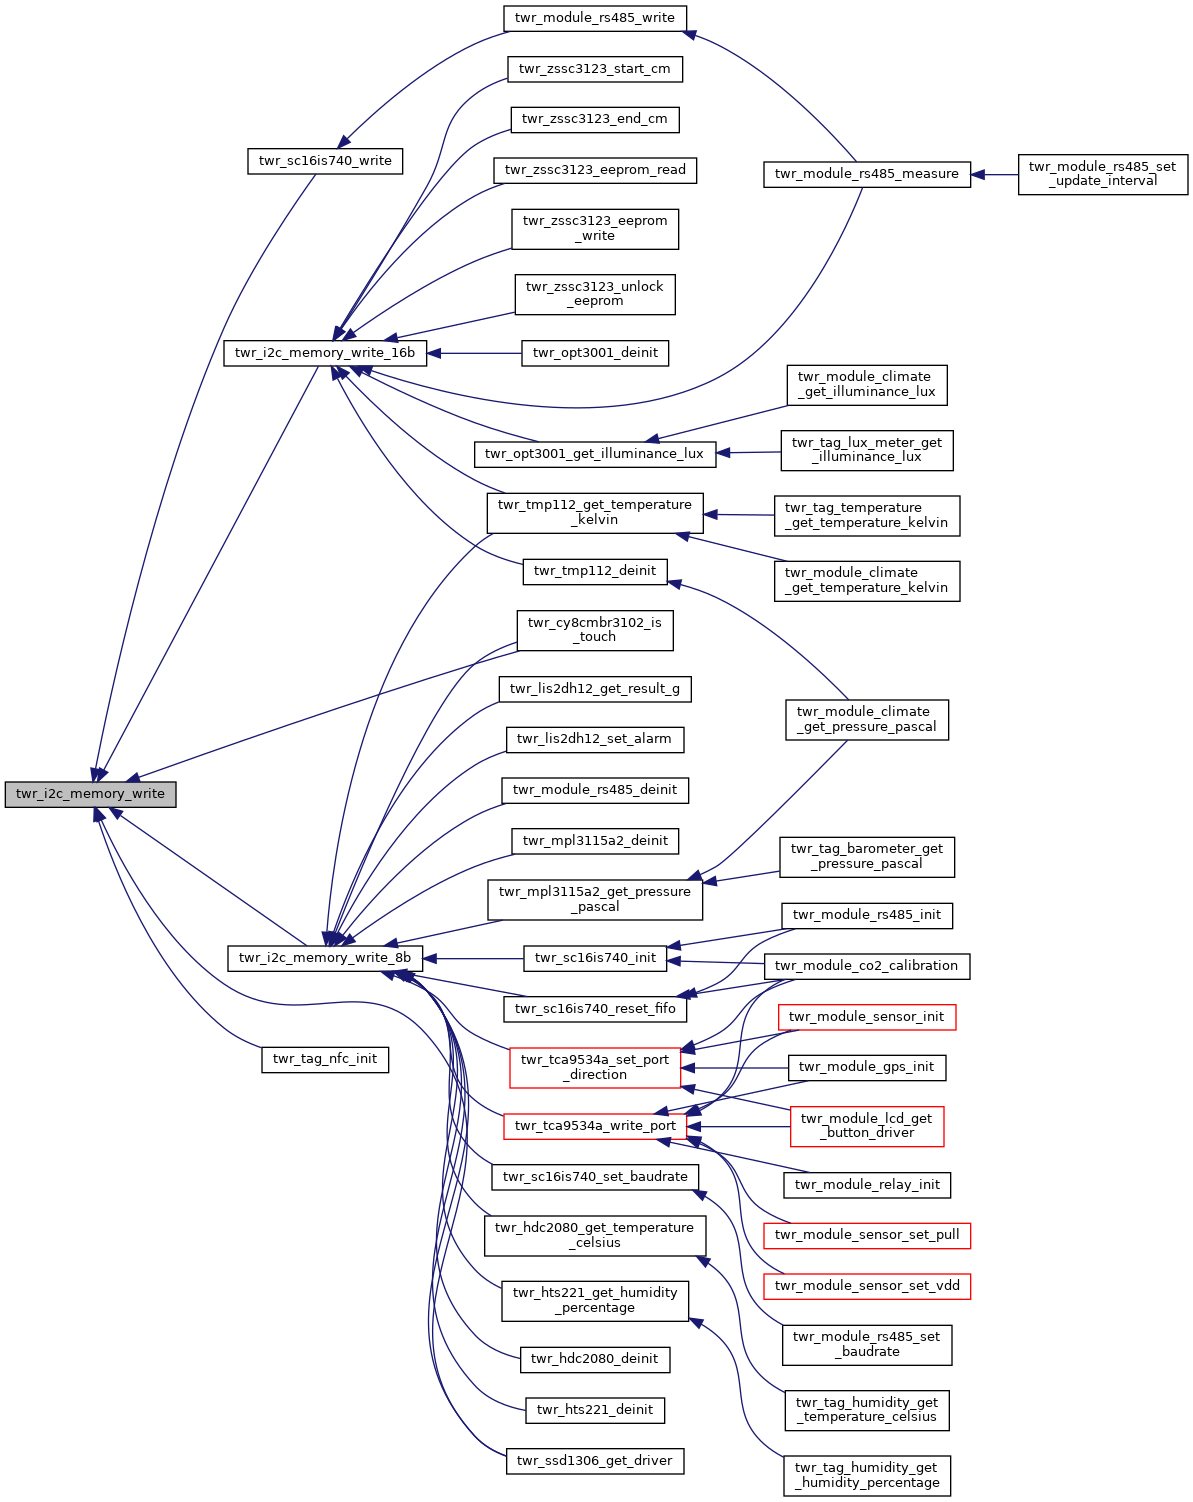 twr_module_rs485_write
twr_zssc3123_start_cm
twr_zssc3123_end_cm
twr_sc16is740_write
twr_zssc3123_eeprom_read
twr_module_rs485_measure
twr_module_rs485_set
_update_interval
twr_zssc3123_eeprom
_write
twr_zssc3123_unlock
_eeprom
twr_i2c_memory_write_16b
twr_opt3001_deinit
twr_module_climate
_get_illuminance_lux
twr_opt3001_get_illuminance_lux
twr_tag_lux_meter_get
_illuminance_lux
twr_tmp112_get_temperature
_kelvin
twr_tag_temperature
_get_temperature_kelvin
twr_tmp112_deinit
twr_module_climate
_get_temperature_kelvin
twr_cy8cmbr3102_is
_touch
twr_lis2dh12_get_result_g
twr_module_climate
_get_pressure_pascal
twr_lis2dh12_set_alarm
twr_i2c_memory_write
twr_module_rs485_deinit
twr_mpl3115a2_deinit
twr_tag_barometer_get
_pressure_pascal
twr_mpl3115a2_get_pressure
_pascal
twr_module_rs485_init
twr_i2c_memory_write_8b
twr_sc16is740_init
twr_module_co2_calibration
twr_sc16is740_reset_fifo
twr_module_sensor_init
twr_tag_nfc_init
twr_tca9534a_set_port
_direction
twr_module_gps_init
twr_tca9534a_write_port
twr_module_lcd_get
_button_driver
twr_sc16is740_set_baudrate
twr_module_relay_init
twr_hdc2080_get_temperature
_celsius
twr_module_sensor_set_pull
twr_module_sensor_set_vdd
twr_hts221_get_humidity
_percentage
twr_module_rs485_set
_baudrate
twr_hdc2080_deinit
twr_tag_humidity_get
_temperature_celsius
twr_hts221_deinit
twr_ssd1306_get_driver
twr_tag_humidity_get
_humidity_percentage